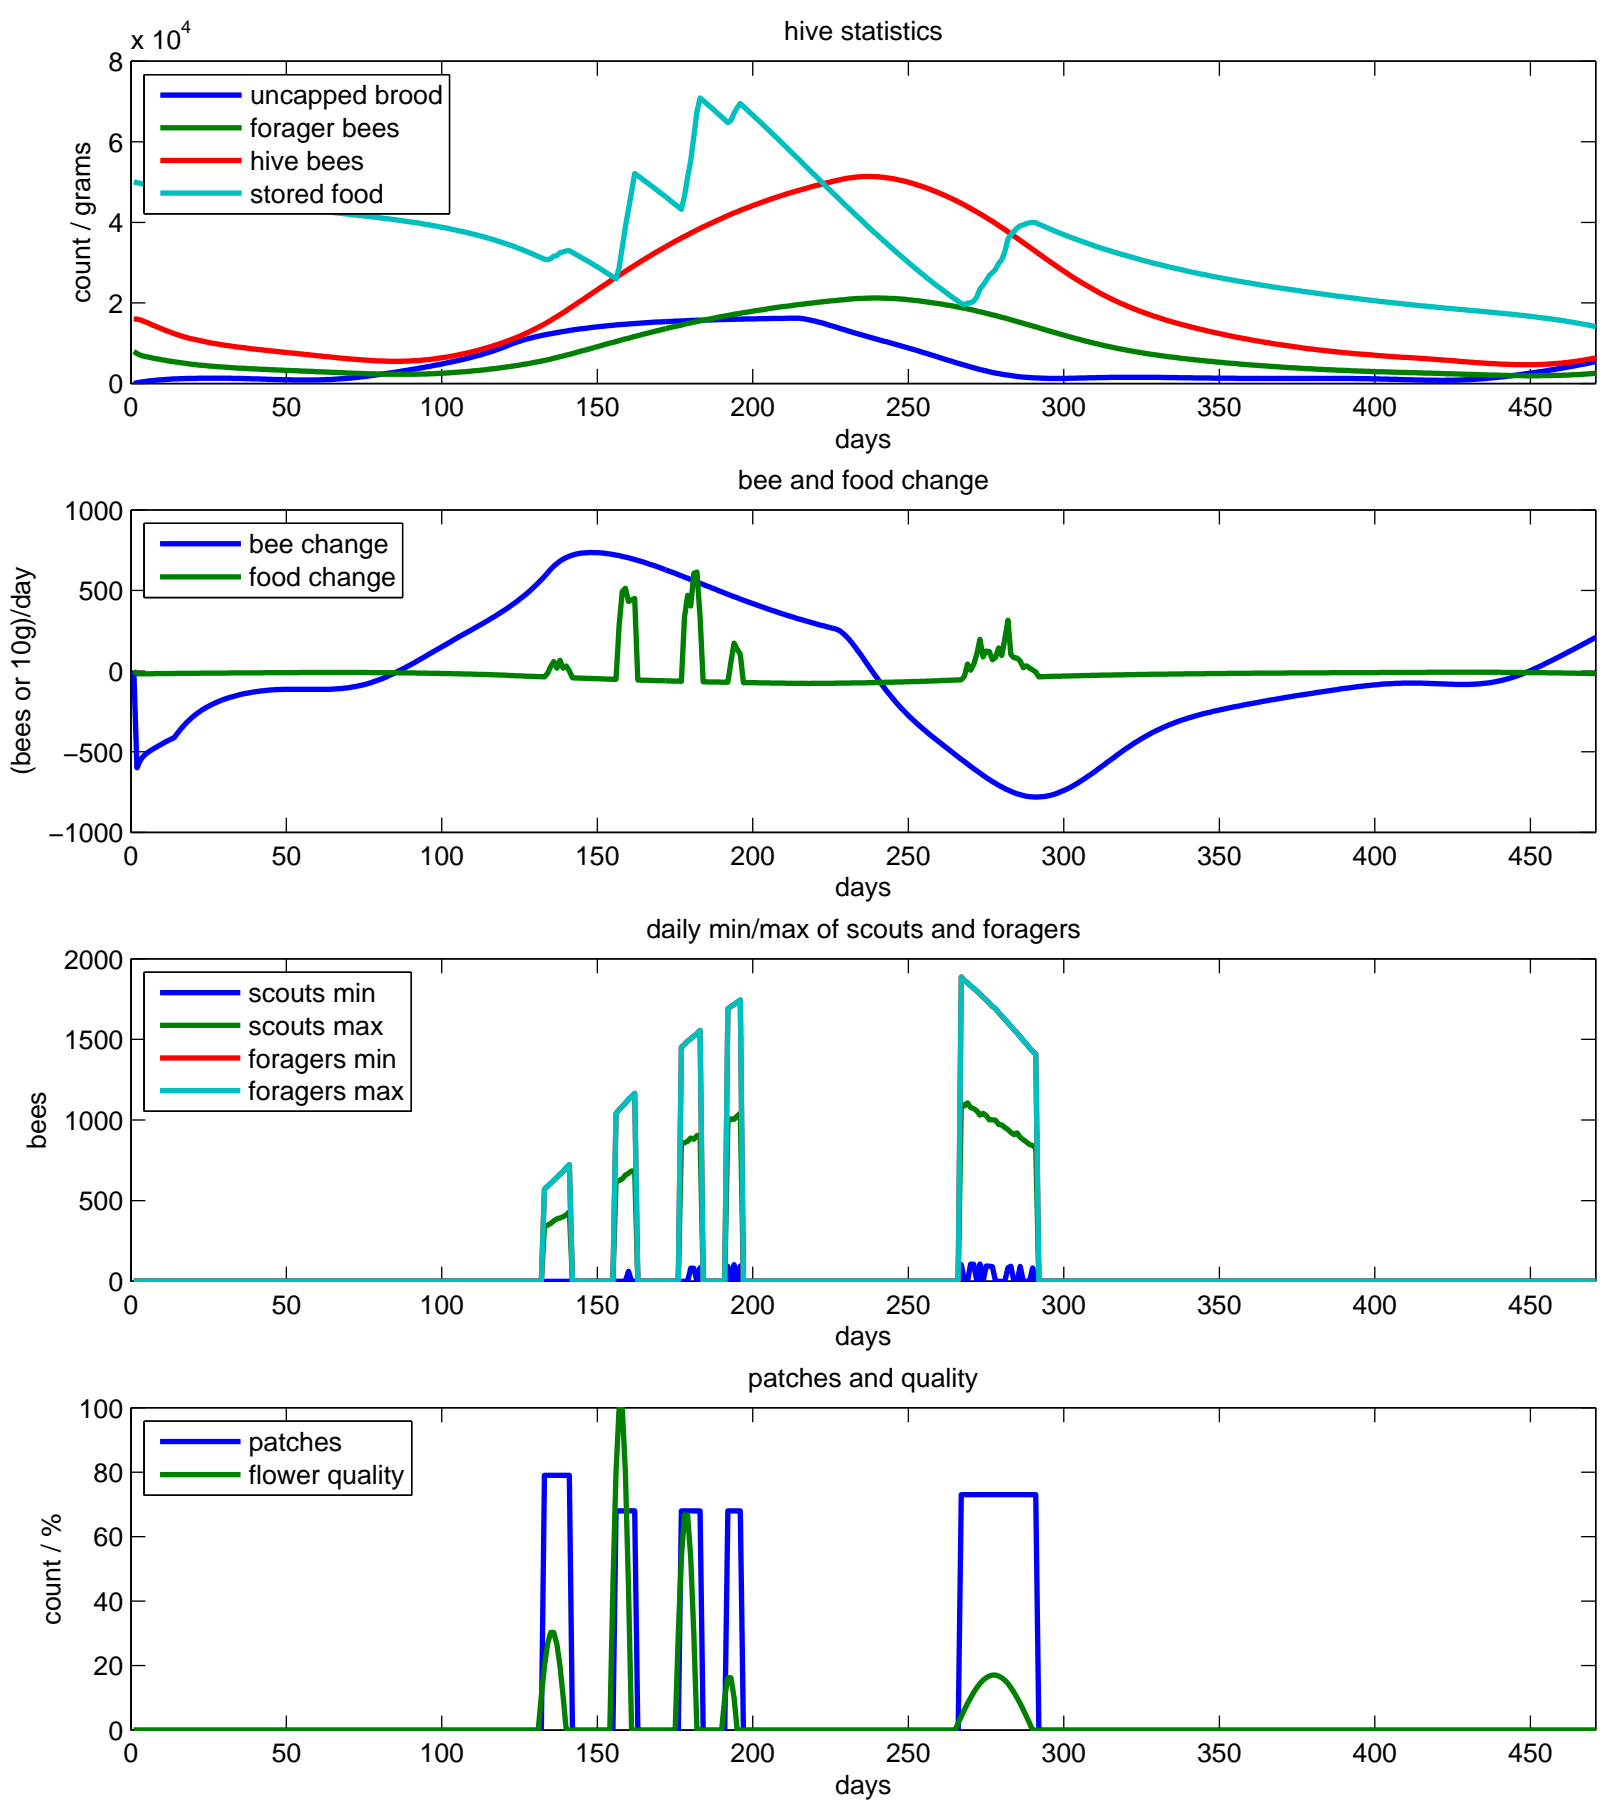 hive statistics
x 10^4
8
6
4
2
0
count / grams
uncapped brood
forager bees
hive bees
stored food
0 50 100 150 200 250 300 350 400 450
days
bee and food change
1000
500
0
−500
−1000
(bees or 10g)/day
bee change
food change
0 50 100 150 200 250 300 350 400 450
days
daily min/max of scouts and foragers
2000
1500
1000
500
0
bees
scouts min
scouts max
foragers min
foragers max
0 50 100 150 200 250 300 350 400 450
days
patches and quality
100
80
60
40
20
0
count / %
patches
flower quality
0 50 100 150 200 250 300 350 400 450
days